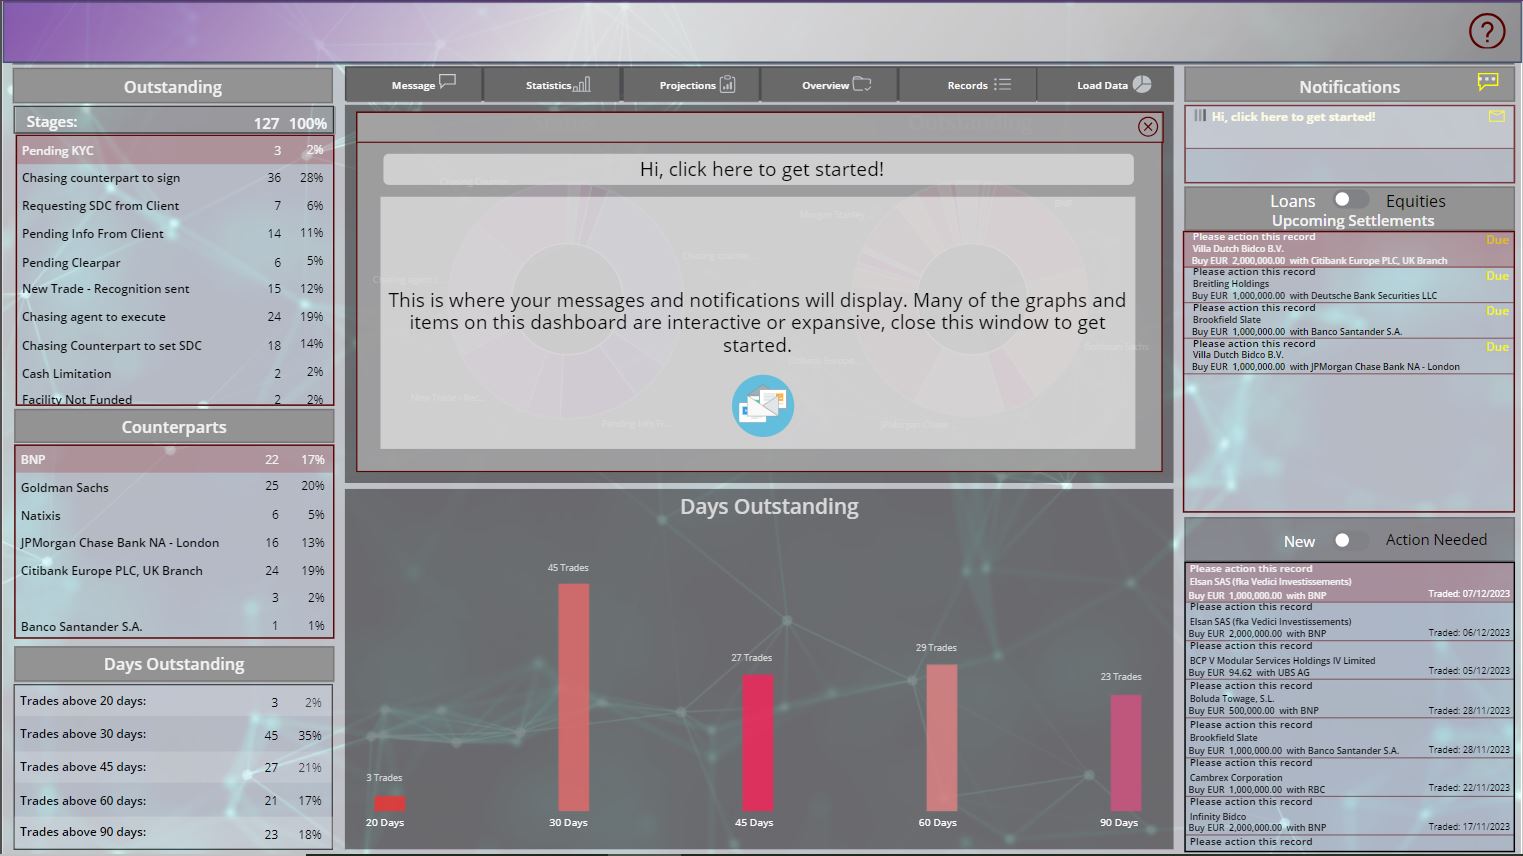 ?
Outstanding
Stages: 127 100%
Pending KYC 3 2%
Chasing counterpart to sign 36 28%
Requesting SDC from Client 7 6%
Pending Info From Client 14 11%
Pending Clearpar 6 5%
New Trade - Recognition sent 15 12%
Chasing agent to execute 24 19%
Chasing Counterpart to set SDC 18 14%
Cash Limitation 2 2%
Facility Not Funded 2 2%
Counterparts
BNP 22 17%
Goldman Sachs 25 20%
Natixis 6 5%
JPMorgan Chase Bank NA - London 16 13%
Citibank Europe PLC, UK Branch 24 19%
3 2%
Banco Santander S.A. 1 1%
Days Outstanding
Trades above 20 days: 3 2%
Trades above 30 days: 45 35%
Trades above 45 days: 27 21%
Trades above 60 days: 21 17%
Trades above 90 days: 23 18%
Message Statistics Projections Overview Records Load Data
Hi, click here to get started!
This is where your messages and notifications will display. Many of the graphs and
items on this dashboard are interactive or expansive, close this window to get
started.
Days Outstanding
3 Trades
45 Trades
27 Trades
29 Trades
23 Trades
20 Days
30 Days
45 Days
60 Days
90 Days
Notifications
Hi, click here to get started!
Loans Equities
Upcoming Settlements
Please action this record Due
Villa Dutch Bidco B.V.
Buy EUR 2,000,000.00 with Citibank Europe PLC, UK Branch
Please action this record Due
Breitling Holdings
Buy EUR 1,000,000.00 with Deutsche Bank Securities LLC
Please action this record Due
Brookfield Slate
Buy EUR 1,000,000.00 with Banco Santander S.A.
Please action this record Due
Villa Dutch Bidco B.V.
Buy EUR 1,000,000.00 with JPMorgan Chase Bank NA - London
New Action Needed
Please action this record
Elsan SAS (fka Vedici Investissements)
Buy EUR 1,000,000.00 with BNP Traded: 07/12/2023
Please action this record
Elsan SAS (fka Vedici Investissements)
Buy EUR 2,000,000.00 with BNP Traded: 06/12/2023
Please action this record
BCP V Modular Services Holdings IV Limited
Buy EUR 94.62 with UBS AG Traded: 05/12/2023
Please action this record
Boluda Towage, S.L.
Buy EUR 500,000.00 with BNP Traded: 28/11/2023
Please action this record
Brookfield Slate
Buy EUR 1,000,000.00 with Banco Santander S.A. Traded: 28/11/2023
Please action this record
Cambrex Corporation
Buy EUR 1,000,000.00 with RBC Traded: 22/11/2023
Please action this record
Infinity Bidco
Buy EUR 2,000,000.00 with BNP Traded: 17/11/2023
Please action this record